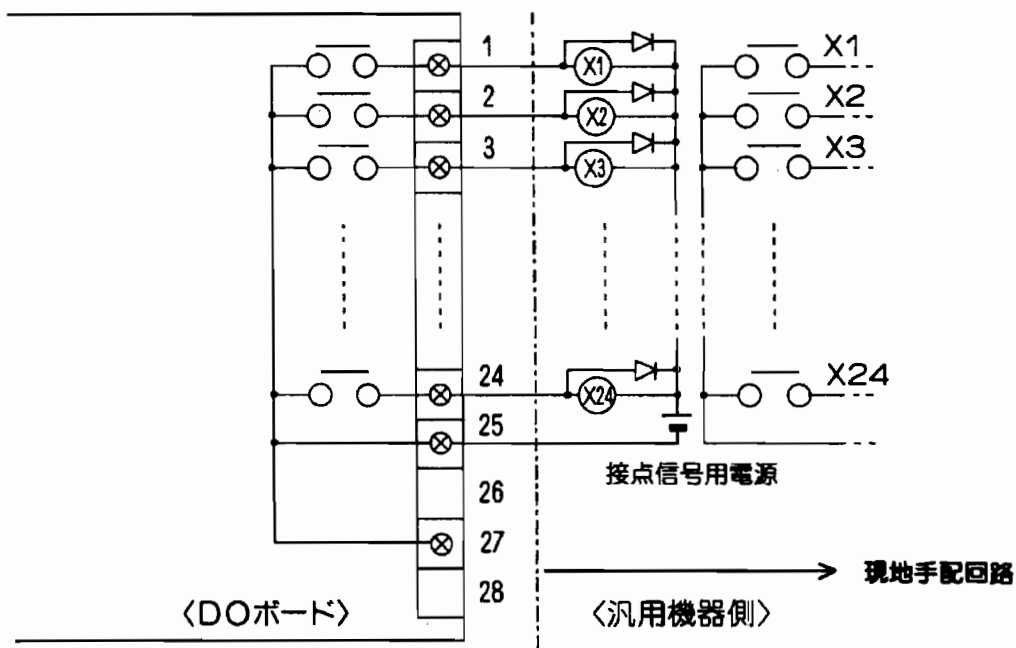 1
X1
X1
2
X2
X2
3
X3
X3
24
X24
X24
25
接点信号用電源
26
27
現地手配回路
28
〈DOボード〉
〈汎用機器側〉